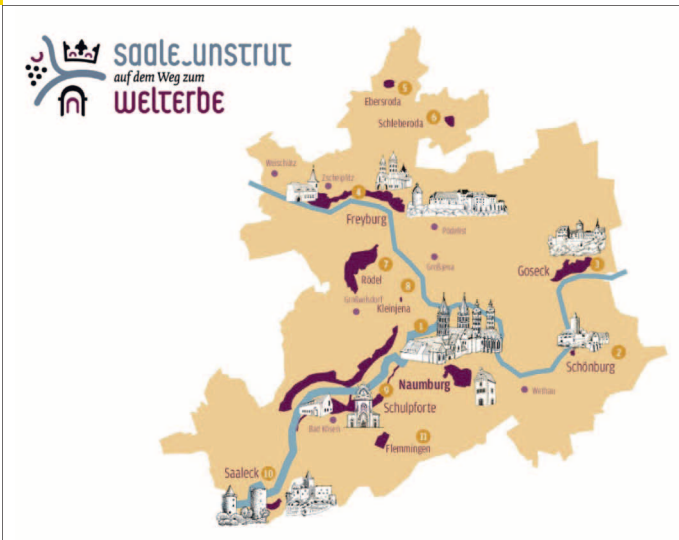 saale_unstrut
auf dem Weg zum
welterbe
5
Ebersroda
6
Schleberoda
Weischütz
Zscheiplitz
4
Freyburg
Pödelist
Großjena
Goseck
3
7
Rödel
8
Kleinjena
1
2
Schönburg
Naumburg
9
Schulpforte
Wethau
Bad Kösen
11
Flemmingen
Saaleck
10